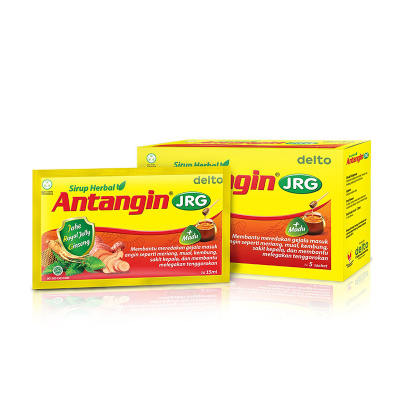 Sirup Herbal
delto
Antangin® JRG
Jahe
Royal Jelly
Ginseng
+Madu
Membantu meredakan gejala masuk
angin seperti meriang, mual, kembung,
sakit kepala, dan membantu
melegakan tenggorokan
15ml
Sirup Herbal
delto
Antangin® JRG
+Madu
Membantu meredakan gejala masuk
angin seperti meriang, mual, kembung,
sakit kepala, dan membantu
melegakan tenggorokan
5 sachet
Antangin
delto